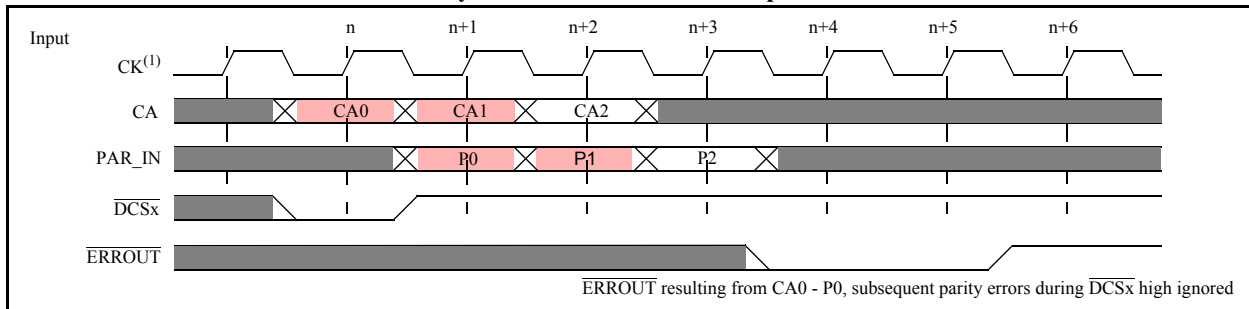 n n+1 n+2 n+3 n+4 n+5 n+6
Input
CK(1)
CA CA0 CA1 CA2
PAR_IN P0 P1 P2
DCSx
ERROUT
ERROUT resulting from CA0 - P0, subsequent parity errors during DCSx high ignored